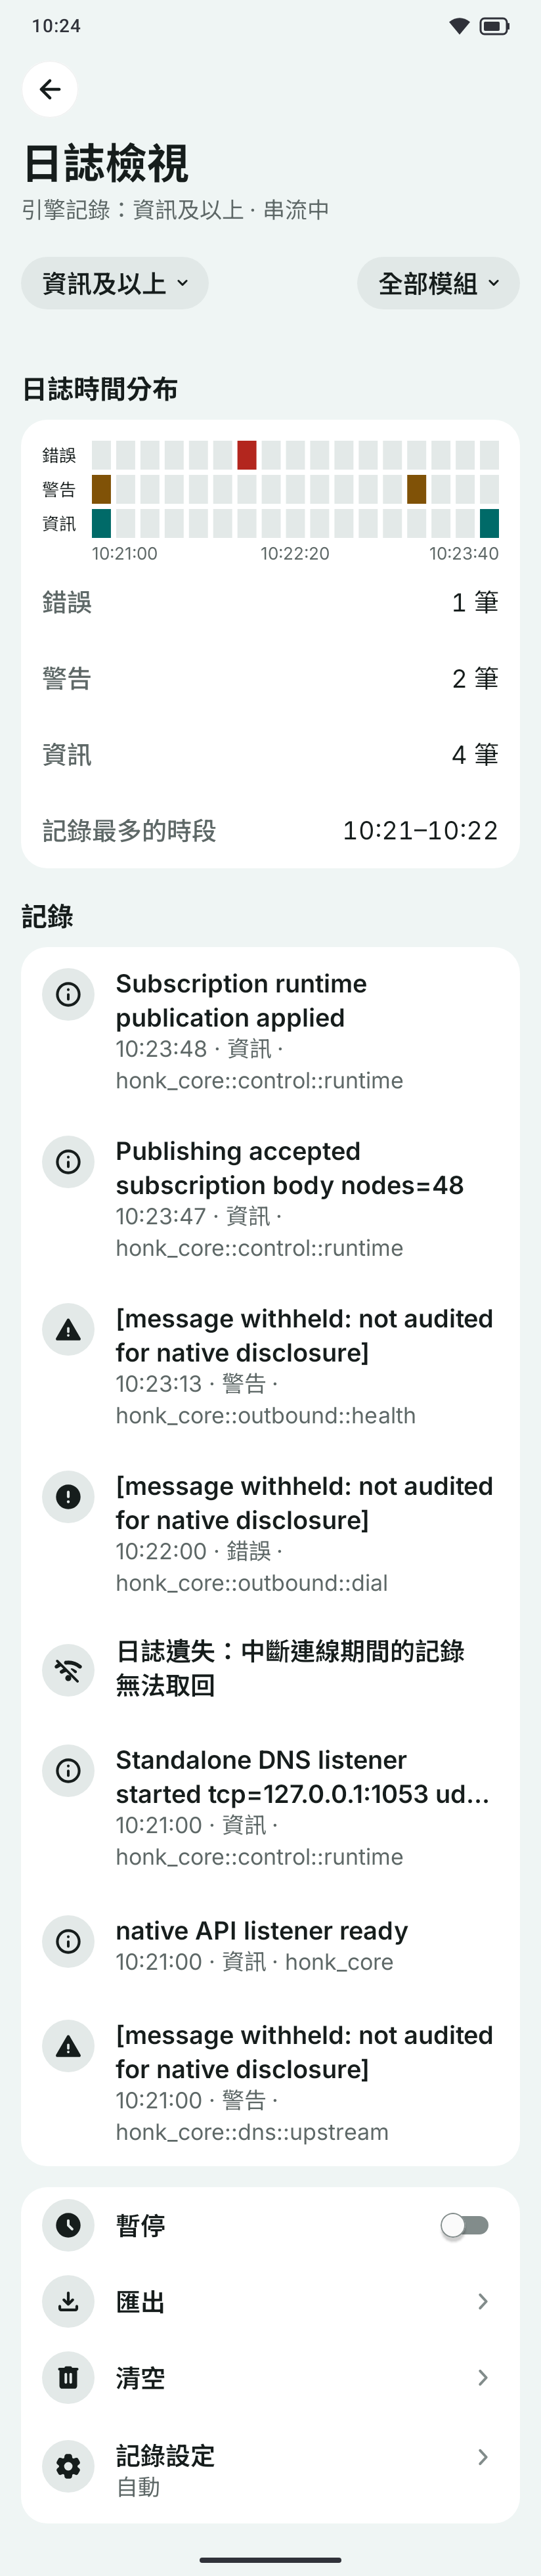 10:24
日誌檢視
引擎記錄：資訊及以上 · 串流中
資訊及以上
全部模組
日誌時間分布
錯誤
警告
資訊
10:21:00 10:22:20 10:23:40
錯誤 1 筆
警告 2 筆
資訊 4 筆
記錄最多的時段 10:21–10:22
記錄
Subscription runtime
publication applied
10:23:48 · 資訊 ·
honk_core::control::runtime
Publishing accepted
subscription body nodes=48
10:23:47 · 資訊 ·
honk_core::control::runtime
[message withheld: not audited
for native disclosure]
10:23:13 · 警告 ·
honk_core::outbound::health
[message withheld: not audited
for native disclosure]
10:22:00 · 錯誤 ·
honk_core::outbound::dial
日誌遺失：中斷連線期間的記錄
無法取回
Standalone DNS listener
started tcp=127.0.0.1:1053 ud…
10:21:00 · 資訊 ·
honk_core::control::runtime
native API listener ready
10:21:00 · 資訊 · honk_core
[message withheld: not audited
for native disclosure]
10:21:00 · 警告 ·
honk_core::dns::upstream
暫停
匯出
清空
記錄設定
自動